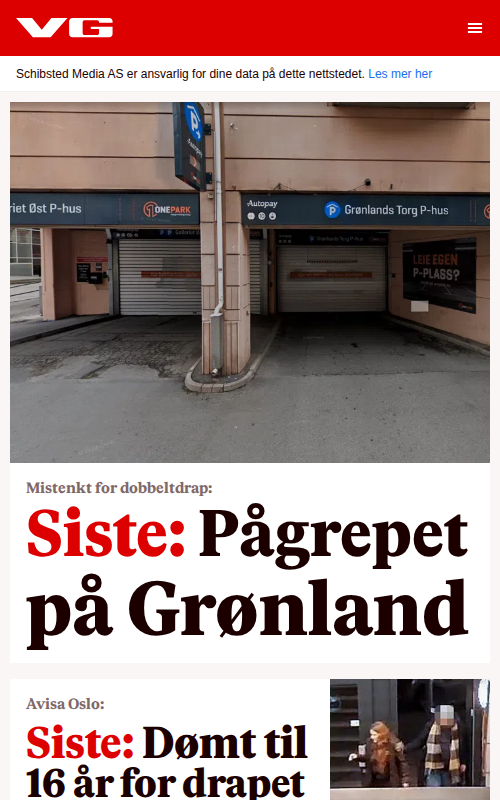 VG
Schibsted Media AS er ansvarlig for dine data på dette nettstedet. Les mer her
P
Autopay
riet Øst P-hus
ONEPARK
Autopay
P Grønlands Torg P-hus
LEIE EGEN
P-PLASS?
Mistenkt for dobbeltdrap:
Siste: Pågrepet
på Grønland
Avisa Oslo:
Siste: Dømt til
16 år for drapet